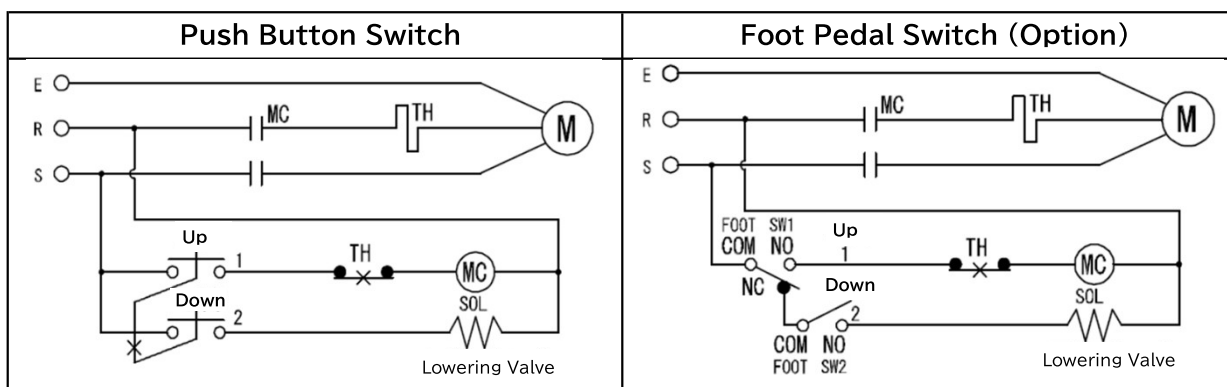 Push Button Switch
E
R
MC
TH
M
S
Up
1
TH
MC
Down
SOL
2
Lowering Valve
Foot Pedal Switch (Option)
E
R
MC
TH
M
S
FOOT SW1
Up
COM NO
1
TH
MC
NC
Down
SOL
2
COM NO
FOOT SW2
Lowering Valve